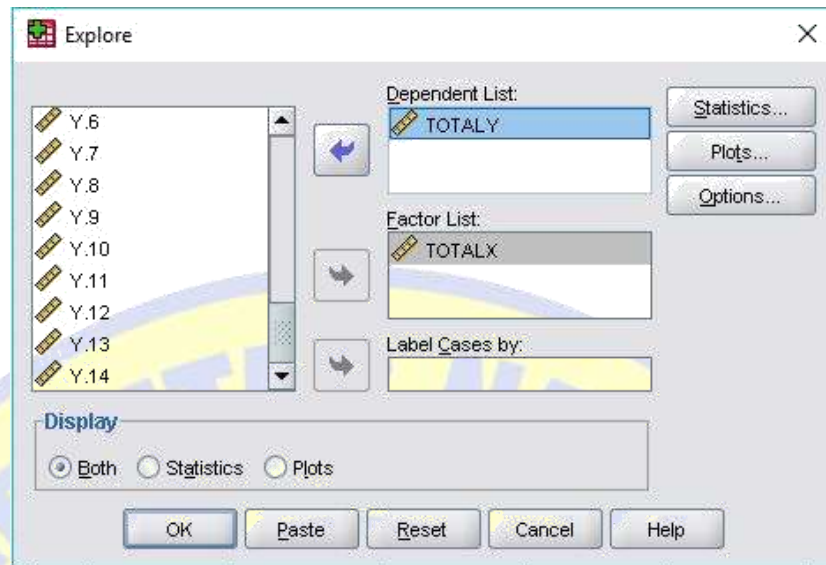 Explore
Y.6
Y.7
Y.8
Y.9
Y.10
Y.11
Y.12
Y.13
Y.14
Dependent List:
TOTALY
Factor List:
TOTALX
Label Cases by:
Statistics...
Plots...
Options...
Display
Both Statistics Plots
OK Paste Reset Cancel Help